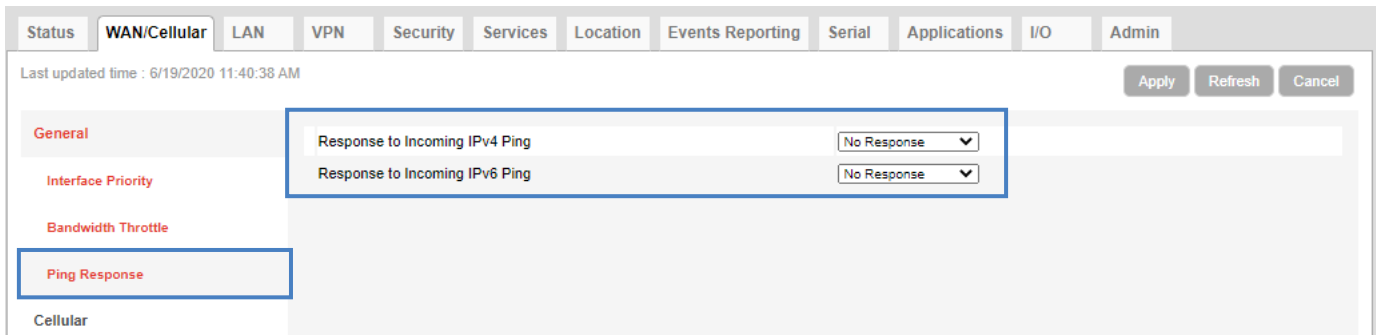 Status WAN/Cellular LAN VPN Security Services Location Events Reporting Serial Applications I/O Admin
Last updated time : 6/19/2020 11:40:38 AM
Apply Refresh Cancel
General
Response to Incoming IPv4 Ping No Response
Response to Incoming IPv6 Ping No Response
Interface Priority
Bandwidth Throttle
Ping Response
Cellular